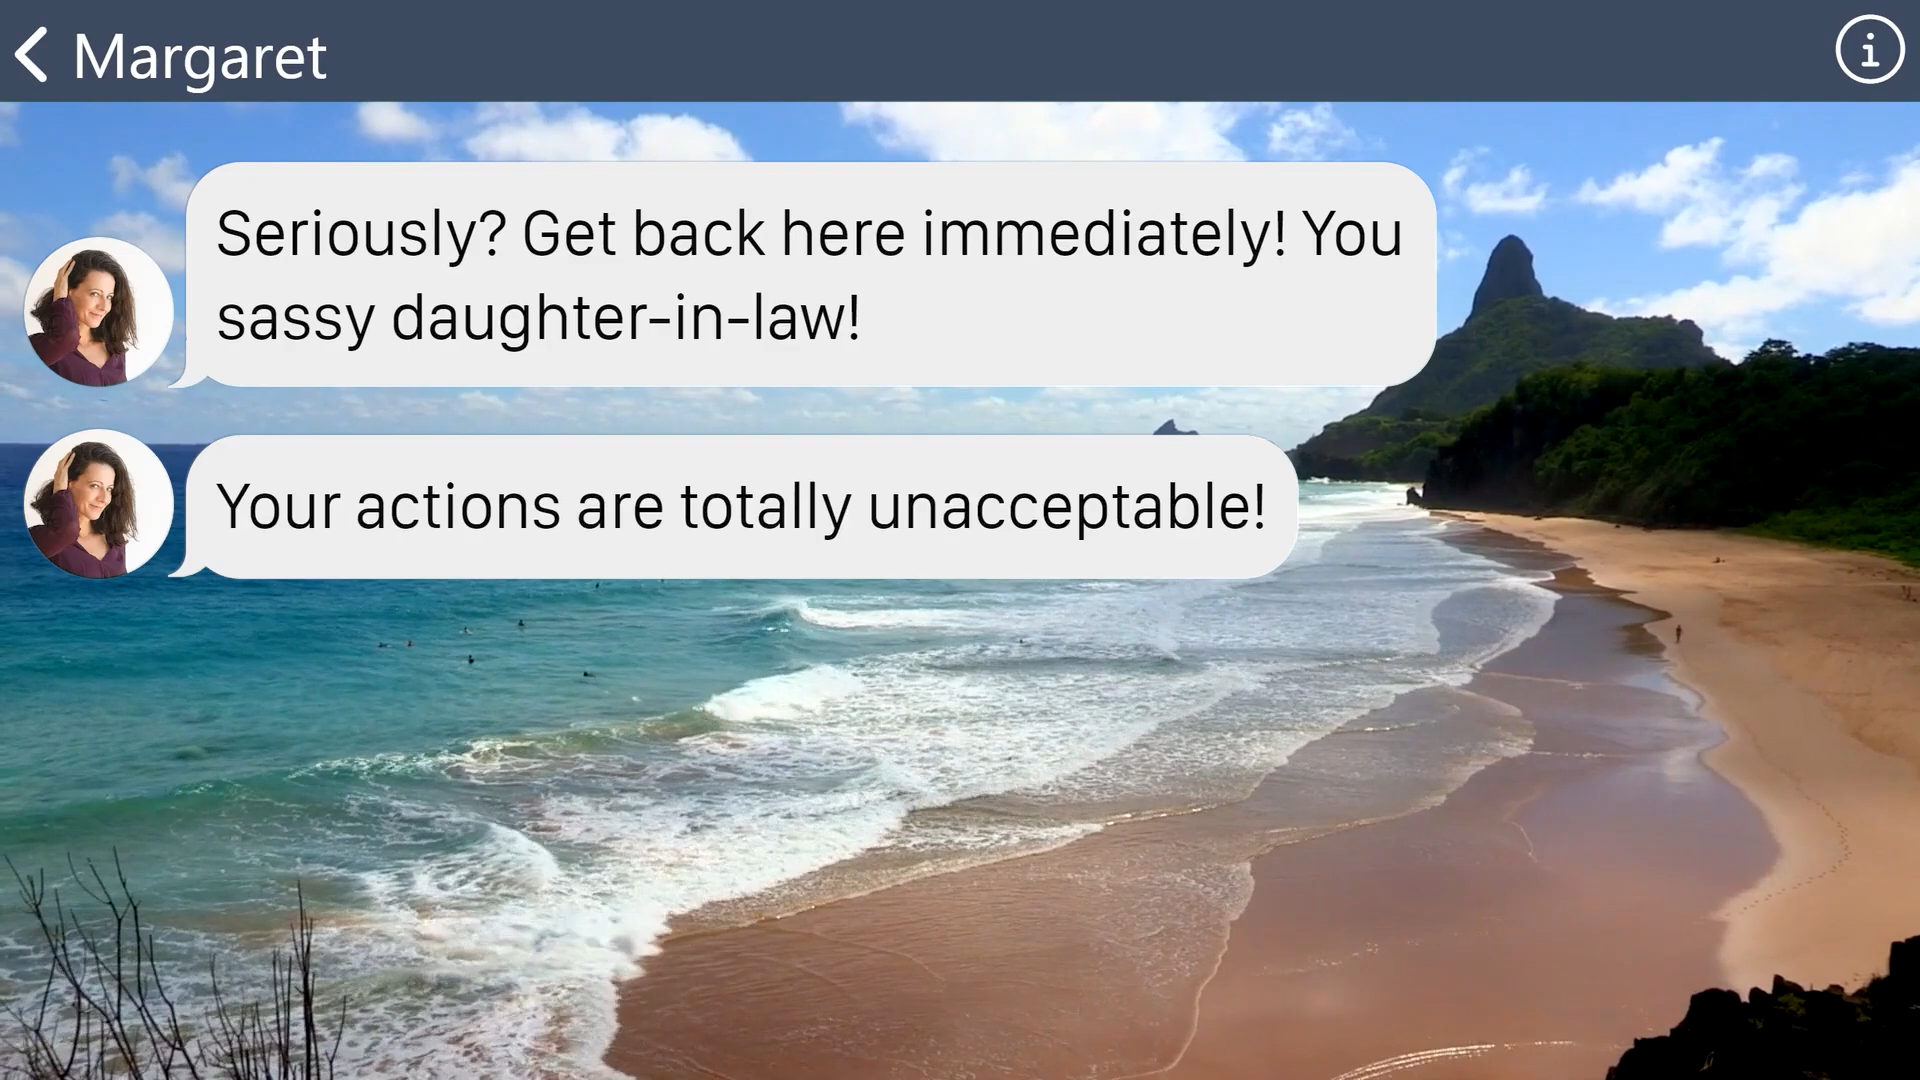 Margaret
Seriously? Get back here immediately! You
sassy daughter-in-law!
Your actions are totally unacceptable!